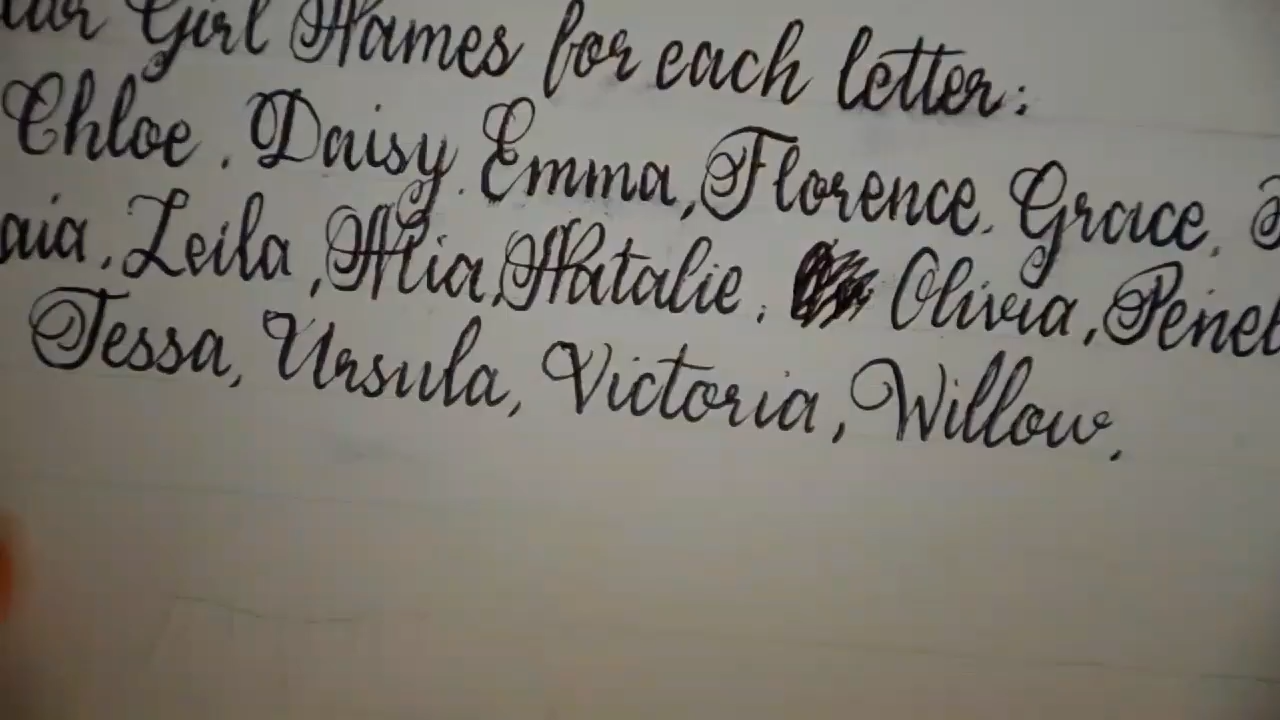 Girl Names for each letter:
Chloe, Daisy, Emma, Florence, Grace,
Leila, Mia, Natalie, Olivia,
Tessa, Ursula, Victoria, Willow,